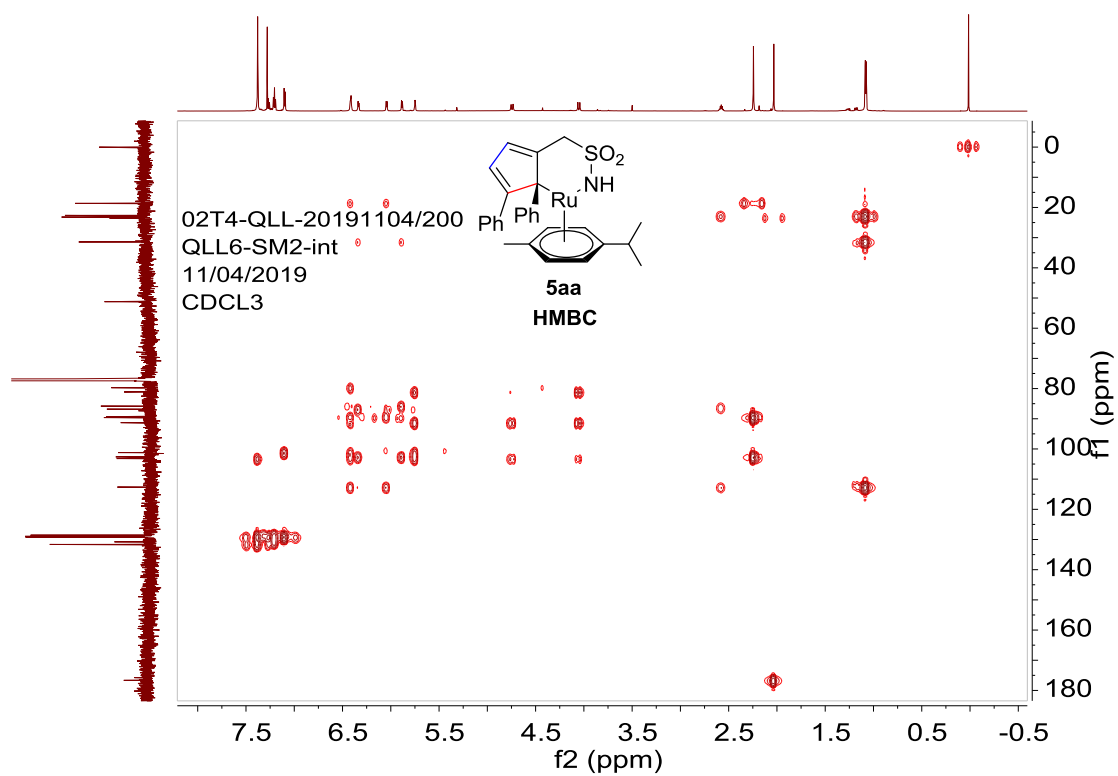 S
O2
NH
Ru
Ph
Ph
02T4-QLL-20191104/200
QLL6-SM2-int
11/04/2019
CDCL3
5aa
HMBC
0
20
40
60
80
100
120
140
160
180
f1 (ppm)
7.5 6.5 5.5 4.5 3.5 2.5 1.5 0.5 -0.5
f2 (ppm)